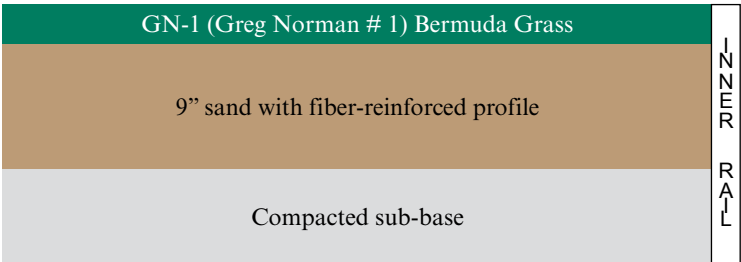 GN-1 (Greg Norman # 1) Bermuda Grass
9” sand with fiber-reinforced profile
Compacted sub-base
INNER RAIL